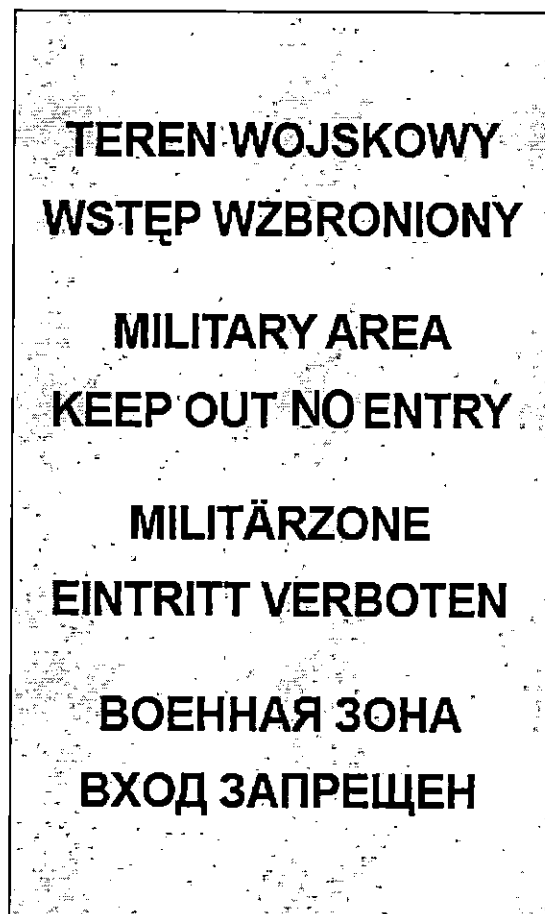 TEREN WOJSKOWY
WSTĘP WZBRONIONY
MILITARY AREA
KEEP OUT NO ENTRY
MILITÄRZONE
EINTRITT VERBOTEN
ВОЕННАЯ ЗОНА
ВХОД ЗАПРЕЩЕН